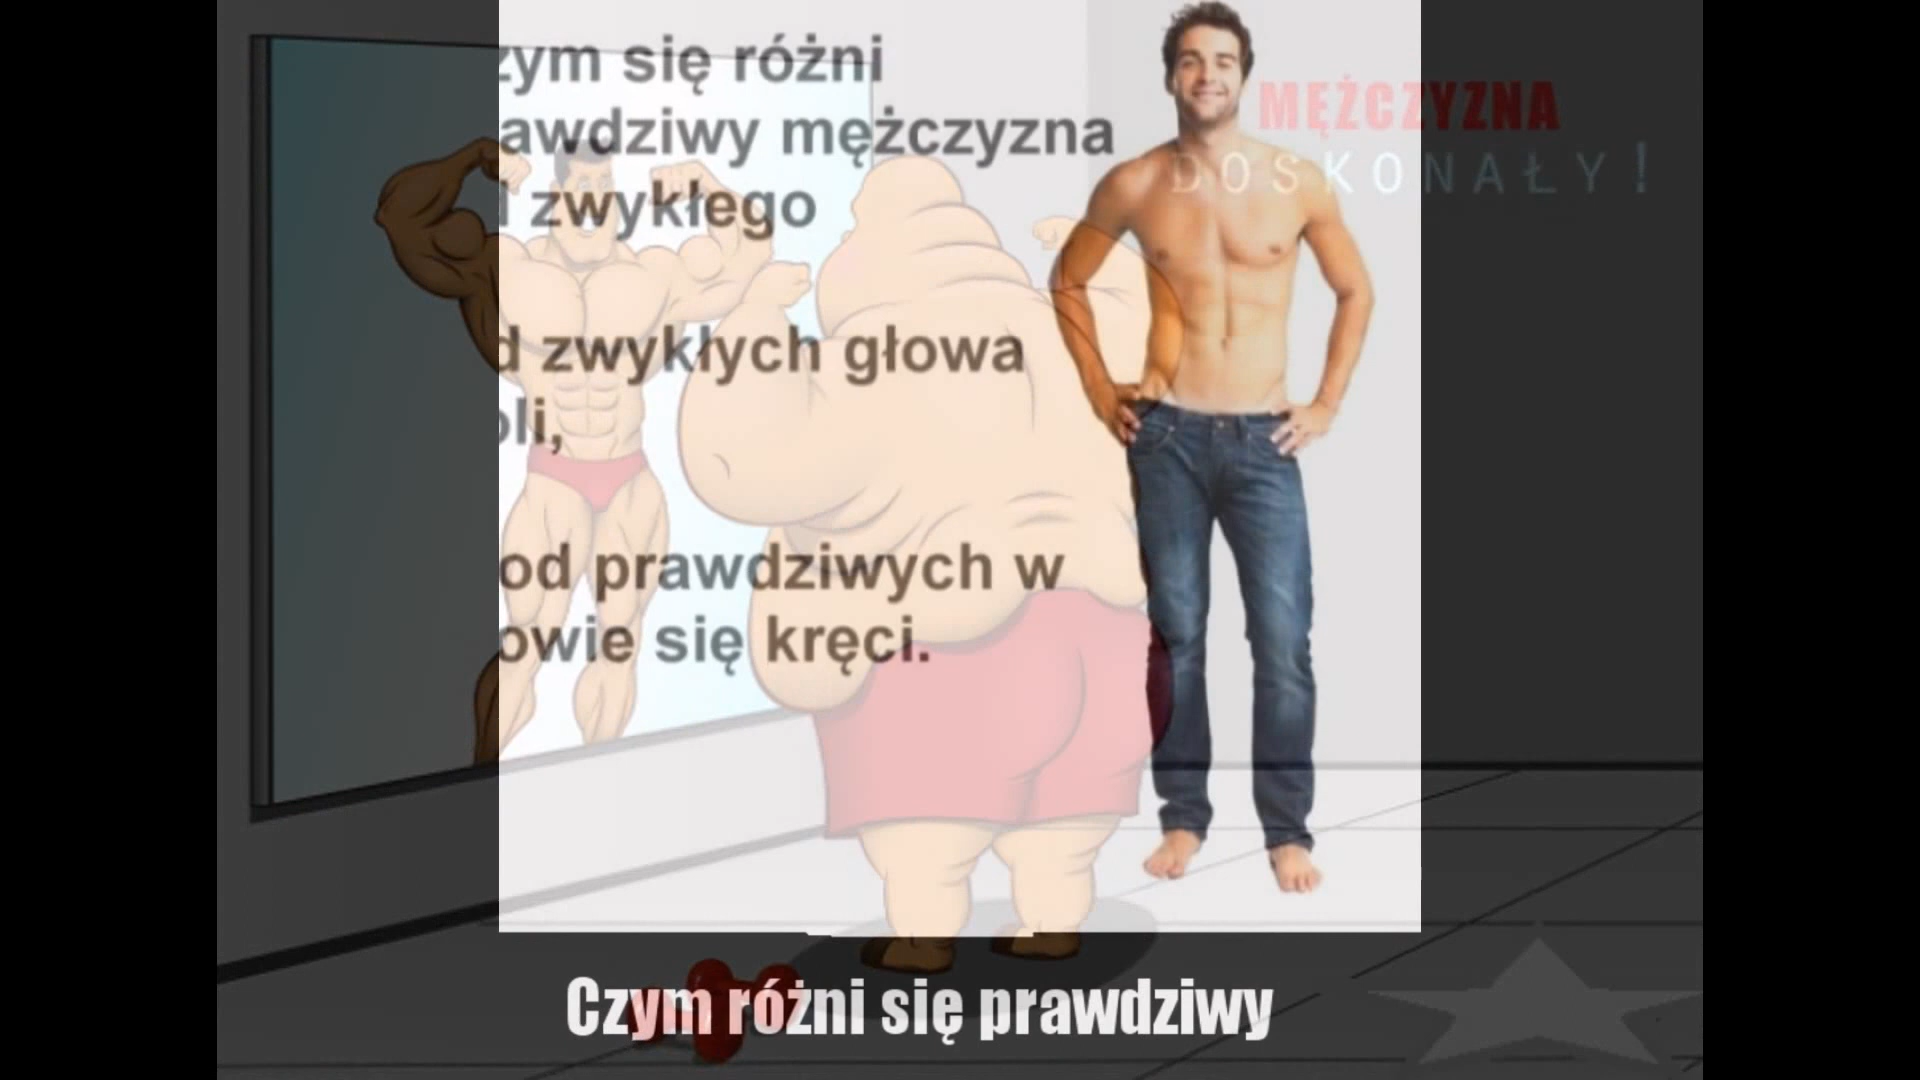 zym się różni
awdziwy mężczyzna
zwykłego
d zwykłych głowa
oli,
od prawdziwych w
owie się kręci.
MĘŻCZYZNA
DOSKONAŁY!
Czym różni się prawdziwy